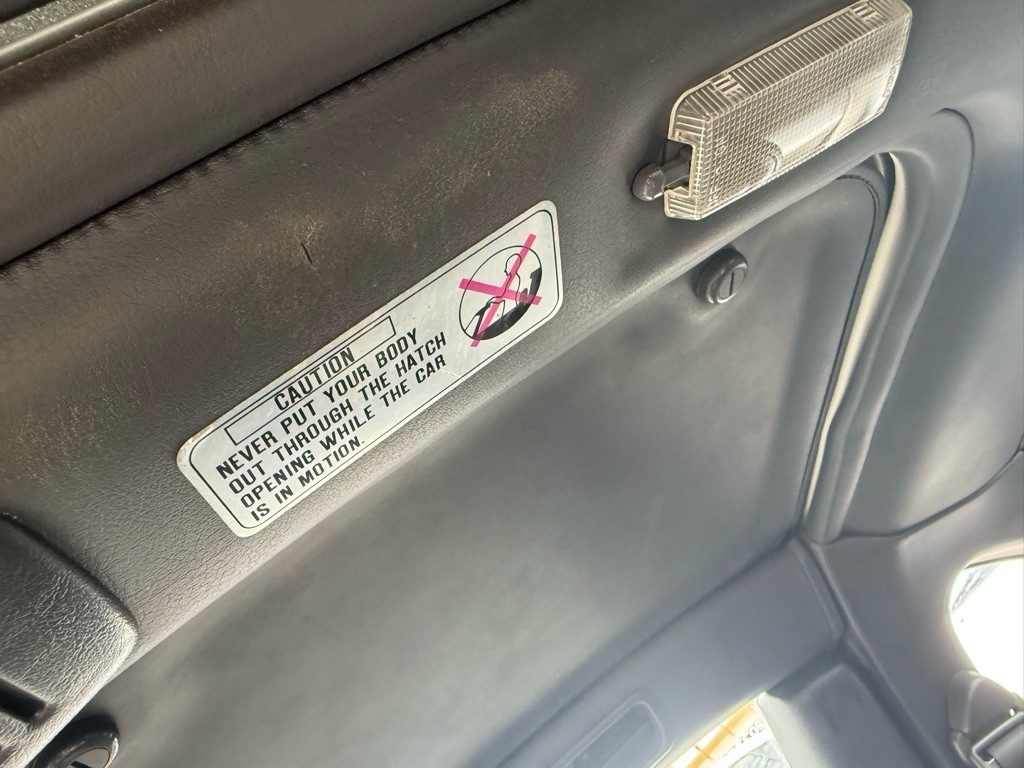 CAUTION
NEVER PUT YOUR BODY
OUT THROUGH THE HATCH
OPENING WHILE THE CAR
IS IN MOTION.